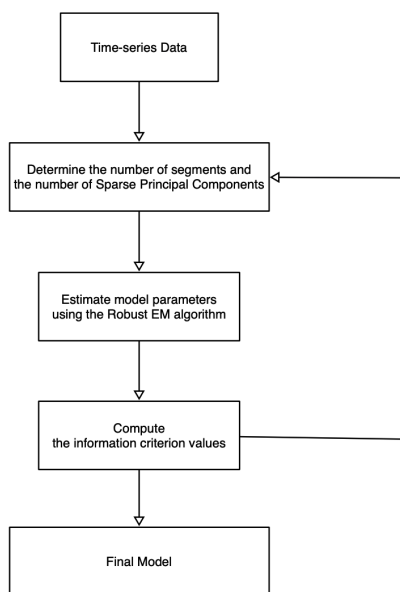 Time-series Data
Determine the number of segments and
the number of Sparse Principal Components
Estimate model parameters
using the Robust EM algorithm
Compute
the information criterion values
Final Model